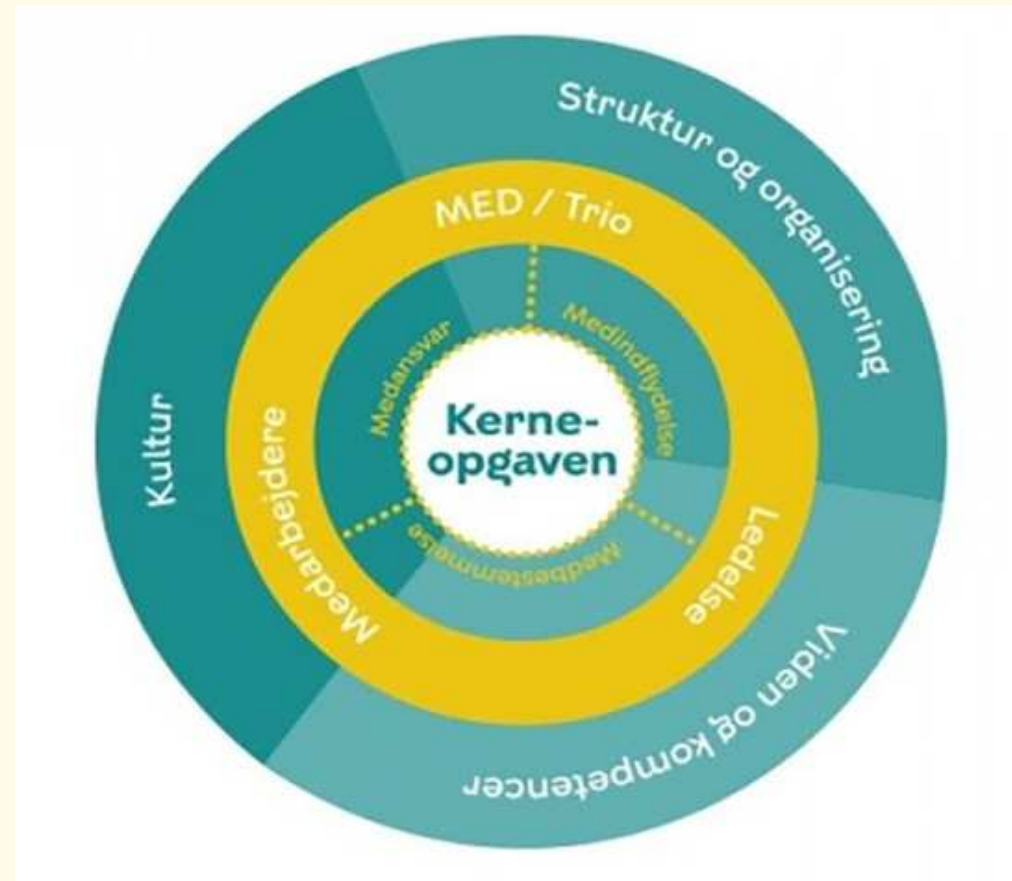 Struktur og organisering
MED / Trio
Medindflydelse
Medansvar
Kerne-
opgaven
Kultur
Medarbejdere
Medbestemmelse
Ledelse
Viden og kompetencer